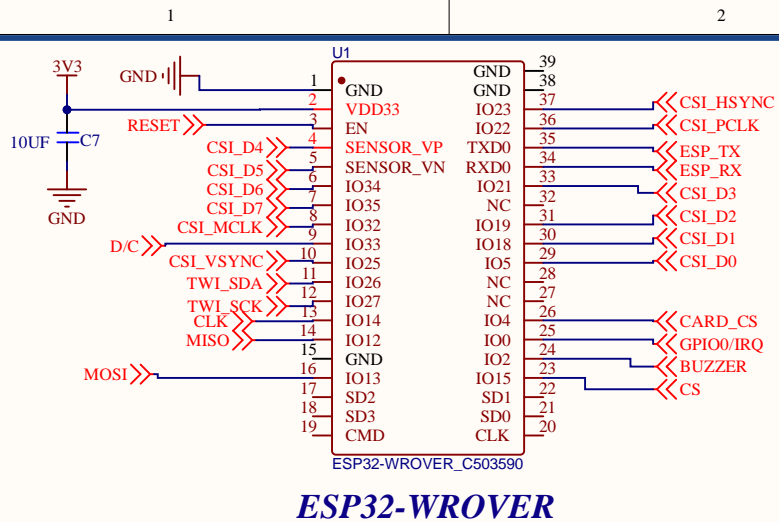 1 2
U1
3V3
GND
10UF C7
GND
RESET
CSI_D4
CSI_D5
CSI_D6
CSI_D7
CSI_MCLK
D/C
CSI_VSYNC
TWI_SDA
TWI_SCK
CLK
MISO
MOSI
1 GND
2 VDD33
3 EN
4 SENSOR_VP
5 SENSOR_VN
6 IO34
7 IO35
8 IO32
9 IO33
10 IO25
11 IO26
12 IO27
13 IO14
14 IO12
15 GND
16 IO13
17 SD2
18 SD3
19 CMD
GND 39
GND 38
IO23 37 CSI_HSYNC
IO22 36 CSI_PCLK
TXD0 35 ESP_TX
RXD0 34 ESP_RX
IO21 33 CSI_D3
NC 32
IO19 31 CSI_D2
IO18 30 CSI_D1
IO5 29 CSI_D0
NC 28
NC 27
IO4 26 CARD_CS
IO0 25 GPIO0/IRQ
IO2 24 BUZZER
IO15 23 CS
SD1 22
SD0 21
CLK 20
ESP32-WROVER_C503590
ESP32-WROVER